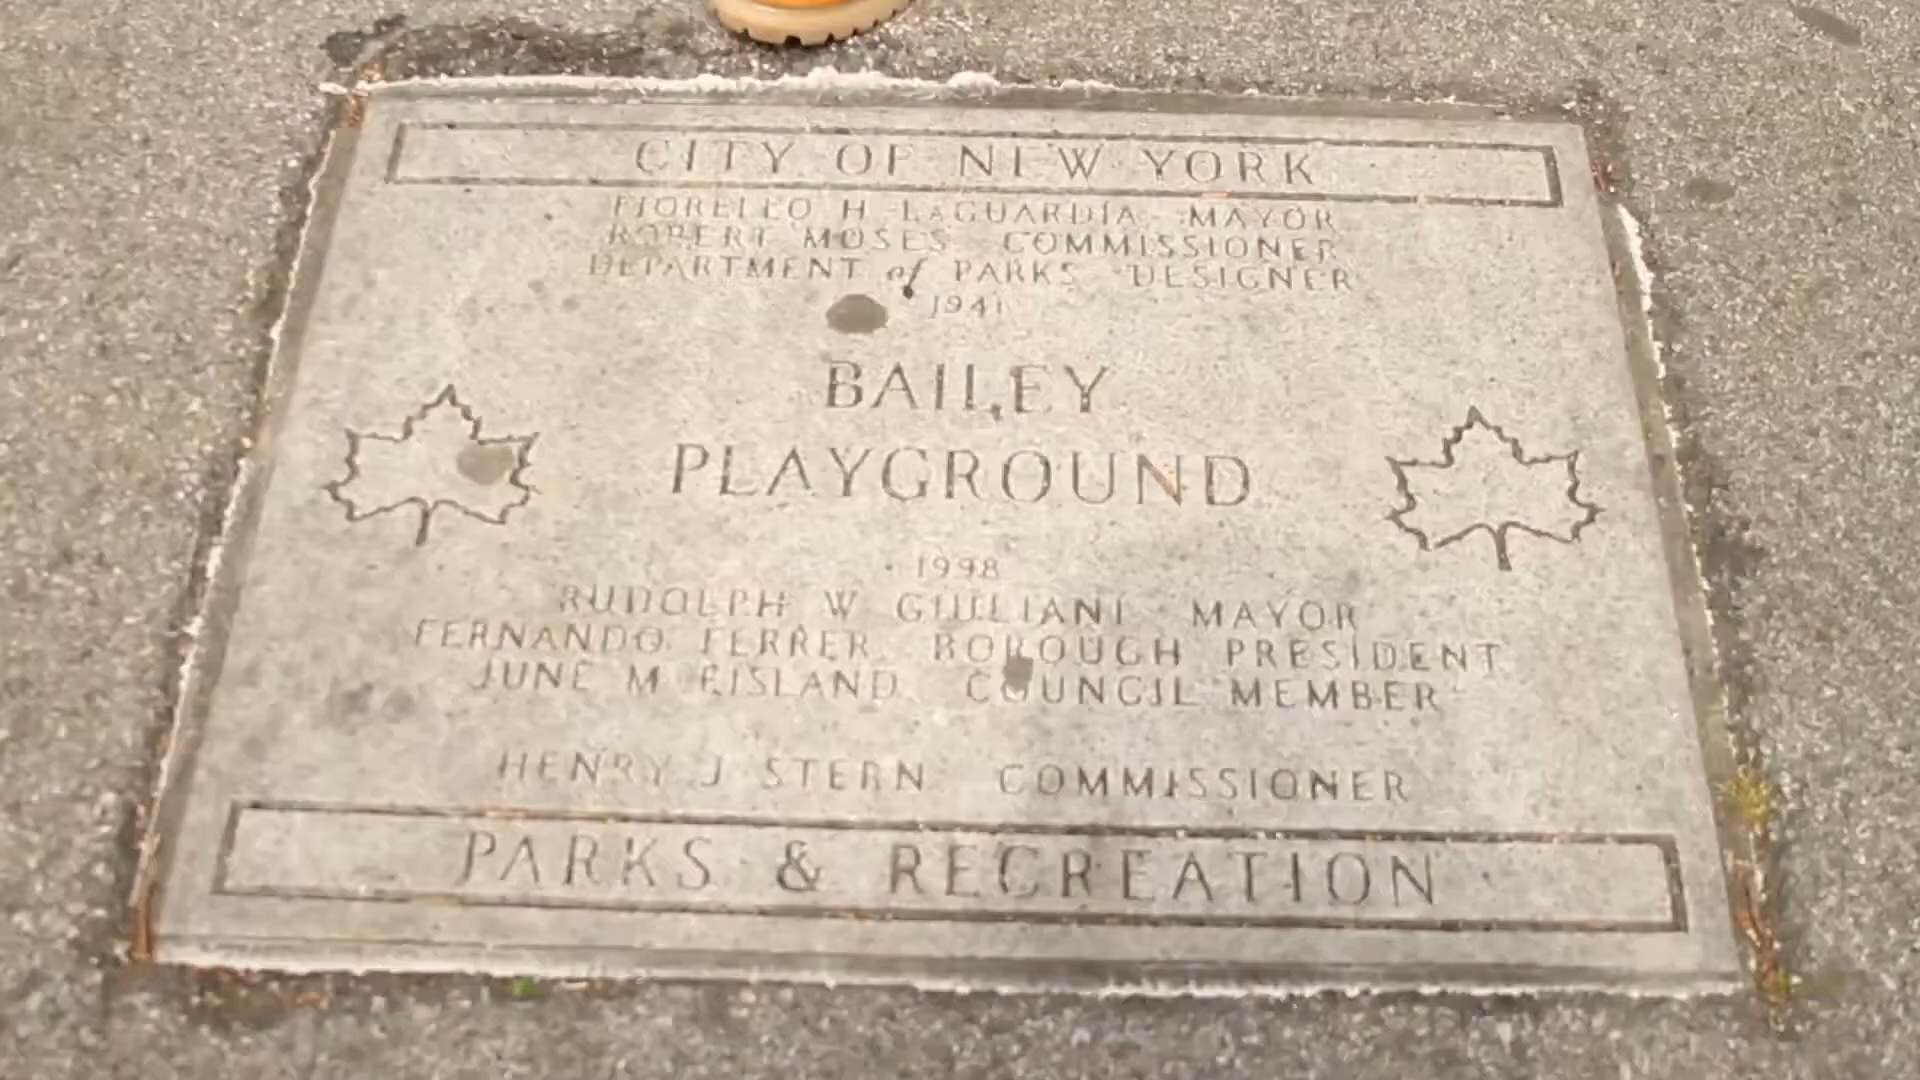 CITY OF NEW YORK
FIORELLO H LAGUARDIA MAYOR
ROBERT MOSES COMMISSIONER
DEPARTMENT of PARKS DESIGNER
1941
BAILEY
PLAYGROUND
1998
RUDOLPH W GIULIANI MAYOR
FERNANDO FERRER BOROUGH PRESIDENT
JUNE M EISLAND COUNCIL MEMBER
HENRY J STERN COMMISSIONER
PARKS & RECREATION